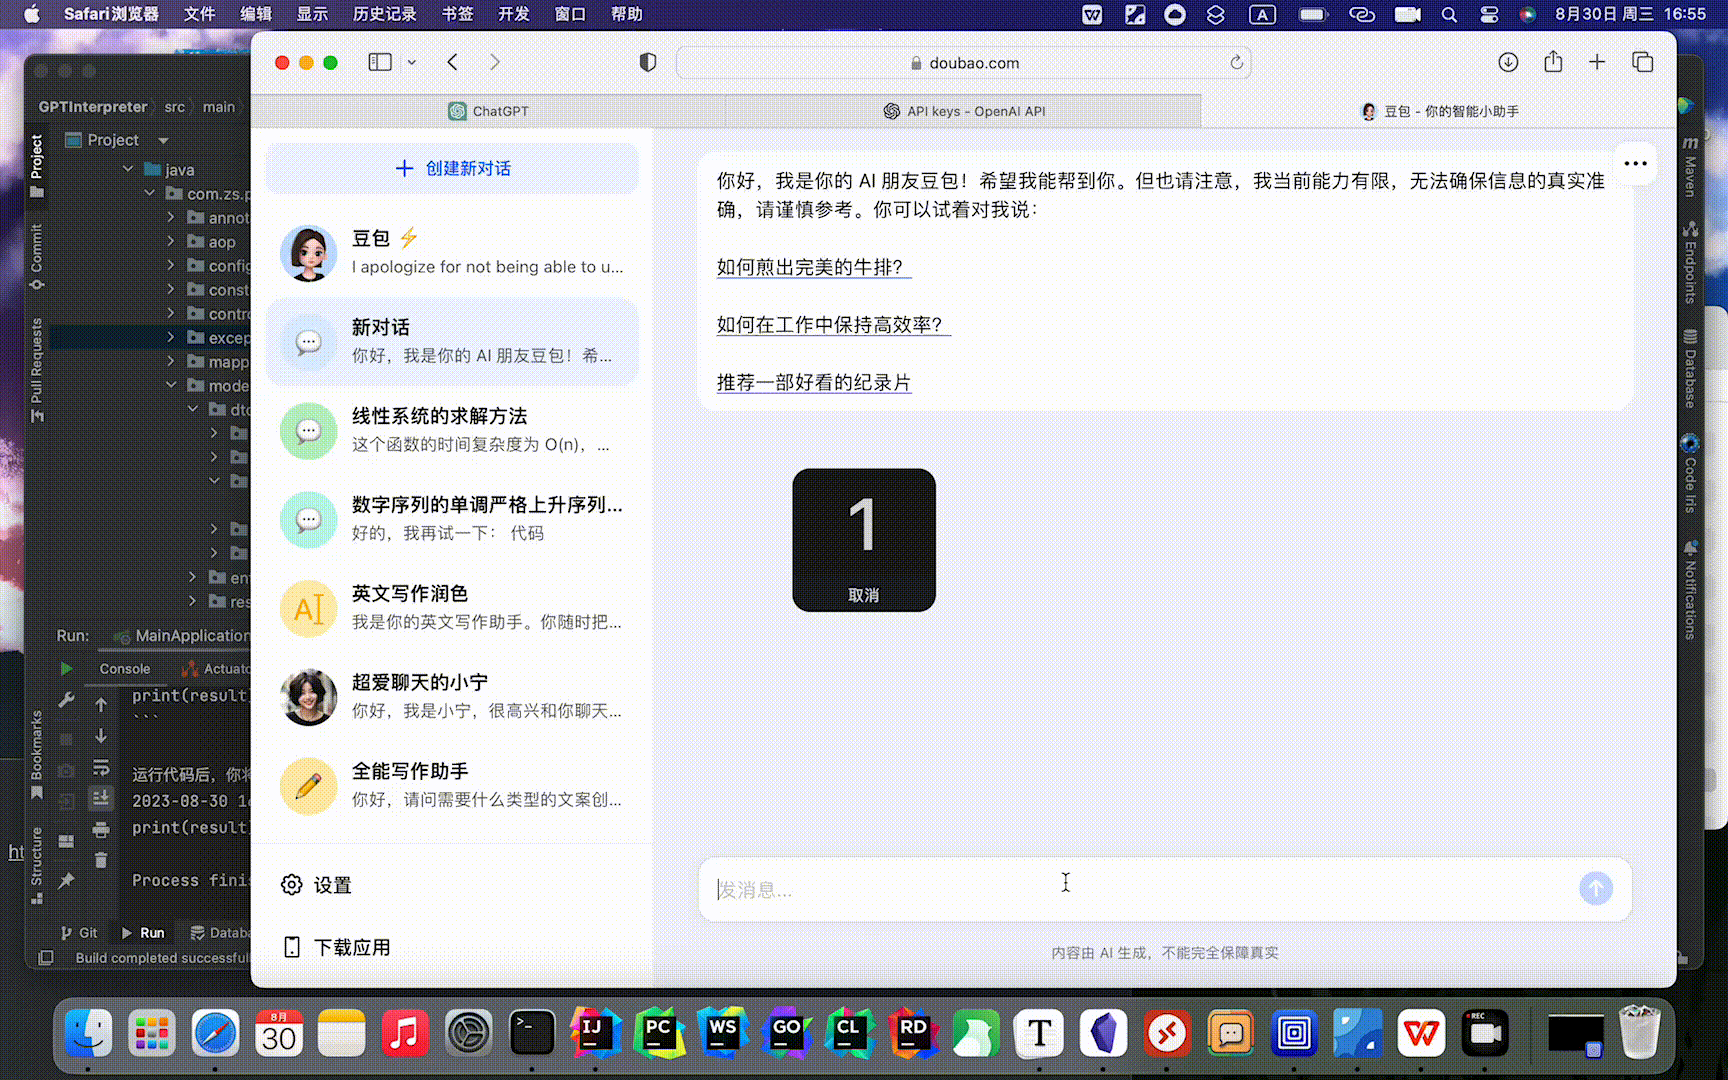 Safari浏览器 文件 编辑 显示 历史记录 书签 开发 窗口 帮助
A
8月30日 周三 16:55
doubao.com
ChatGPT
API keys - OpenAI API
豆包 - 你的智能小助手
GPTInterpreter src main
Project
java
com.zs.p
annot
aop
config
const
contro
excep
mapp
mode
dto
en
res
Project
Commit
Pull Requests
Bookmarks
Structure
创建新对话
豆包
I apologize for not being able to u...
新对话
你好，我是你的 AI 朋友豆包！希...
线性系统的求解方法
这个函数的时间复杂度为 O(n)，...
数字序列的单调严格上升序列...
好的，我再试一下： 代码
英文写作润色
我是你的英文写作助手。你随时把...
超爱聊天的小宁
你好，我是小宁，很高兴和你聊天...
全能写作助手
你好，请问需要什么类型的文案创...
设置
下载应用
你好，我是你的 AI 朋友豆包！希望我能帮到你。但也请注意，我当前能力有限，无法确保信息的真实准
确，请谨慎参考。你可以试着对我说：
如何煎出完美的牛排？
如何在工作中保持高效率？
推荐一部好看的纪录片
1
取消
发消息...
内容由 AI 生成，不能完全保障真实
Maven
Endpoints
Database
Code Iris
Notifications
Run: MainApplication
Console Actuato
print(result)
```
运行代码后，你将
2023-08-30 16
print(result)
Process finis
ht
Git Run Databa
Build completed successful
8月
30
IJ
PC
WS
GO
CL
RD
T
W
REC